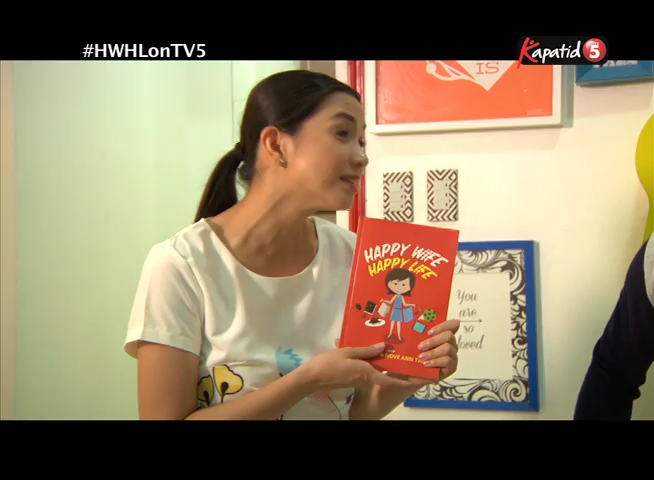 #HWHLonTV5
Kapatid 5
IS
HAPPY WIFE
HAPPY LIFE
You
are
so
loved